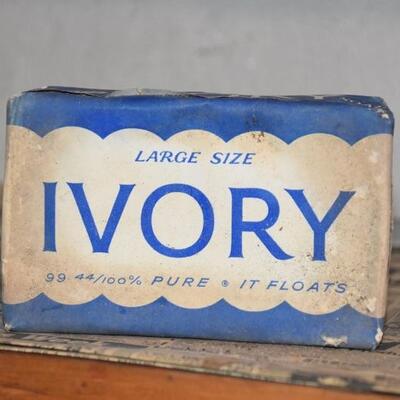 LARGE SIZE
IVORY
99 44/100% PURE ® IT FLOATS